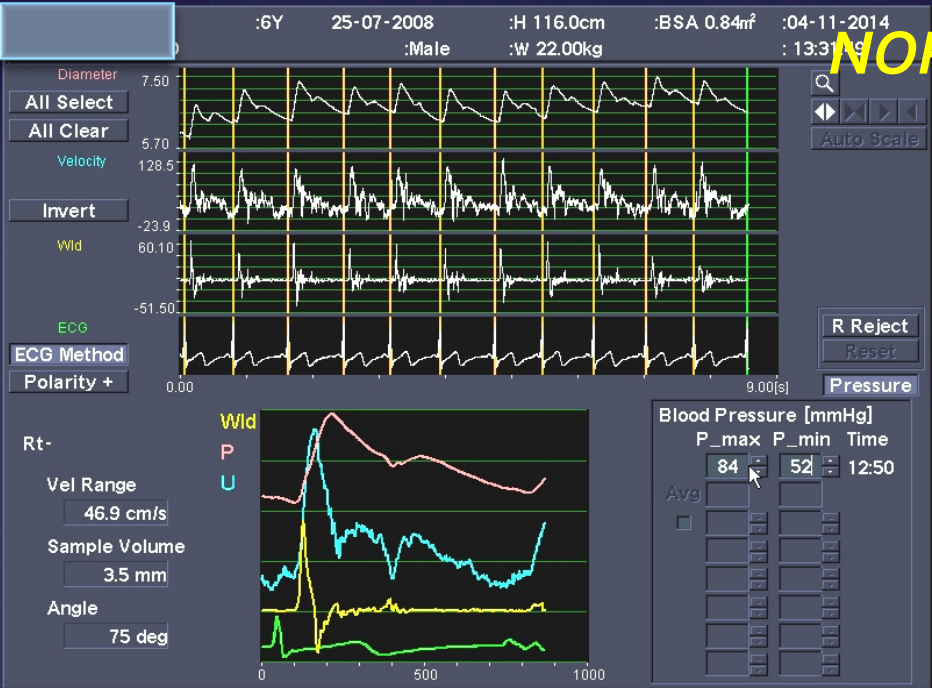 :6Y 25-07-2008 :H 116.0cm :BSA 0.84㎡ :04-11-2014
:Male :W 22.00kg
Diameter 7.50
All Select
All Clear
5.70
Auto Scale
Velocity 128.5
Invert
-23.9
Wld 60.10
-51.50
ECG
R Reject
ECG Method
Reset
Polarity +
0.00 9.00[s]
Pressure
Wld
P
U
Rt-
Vel Range
46.9 cm/s
Sample Volume
3.5 mm
Angle
75 deg
0 500 1000
Blood Pressure [mmHg]
P_max P_min Time
84 52 12:50
Avg